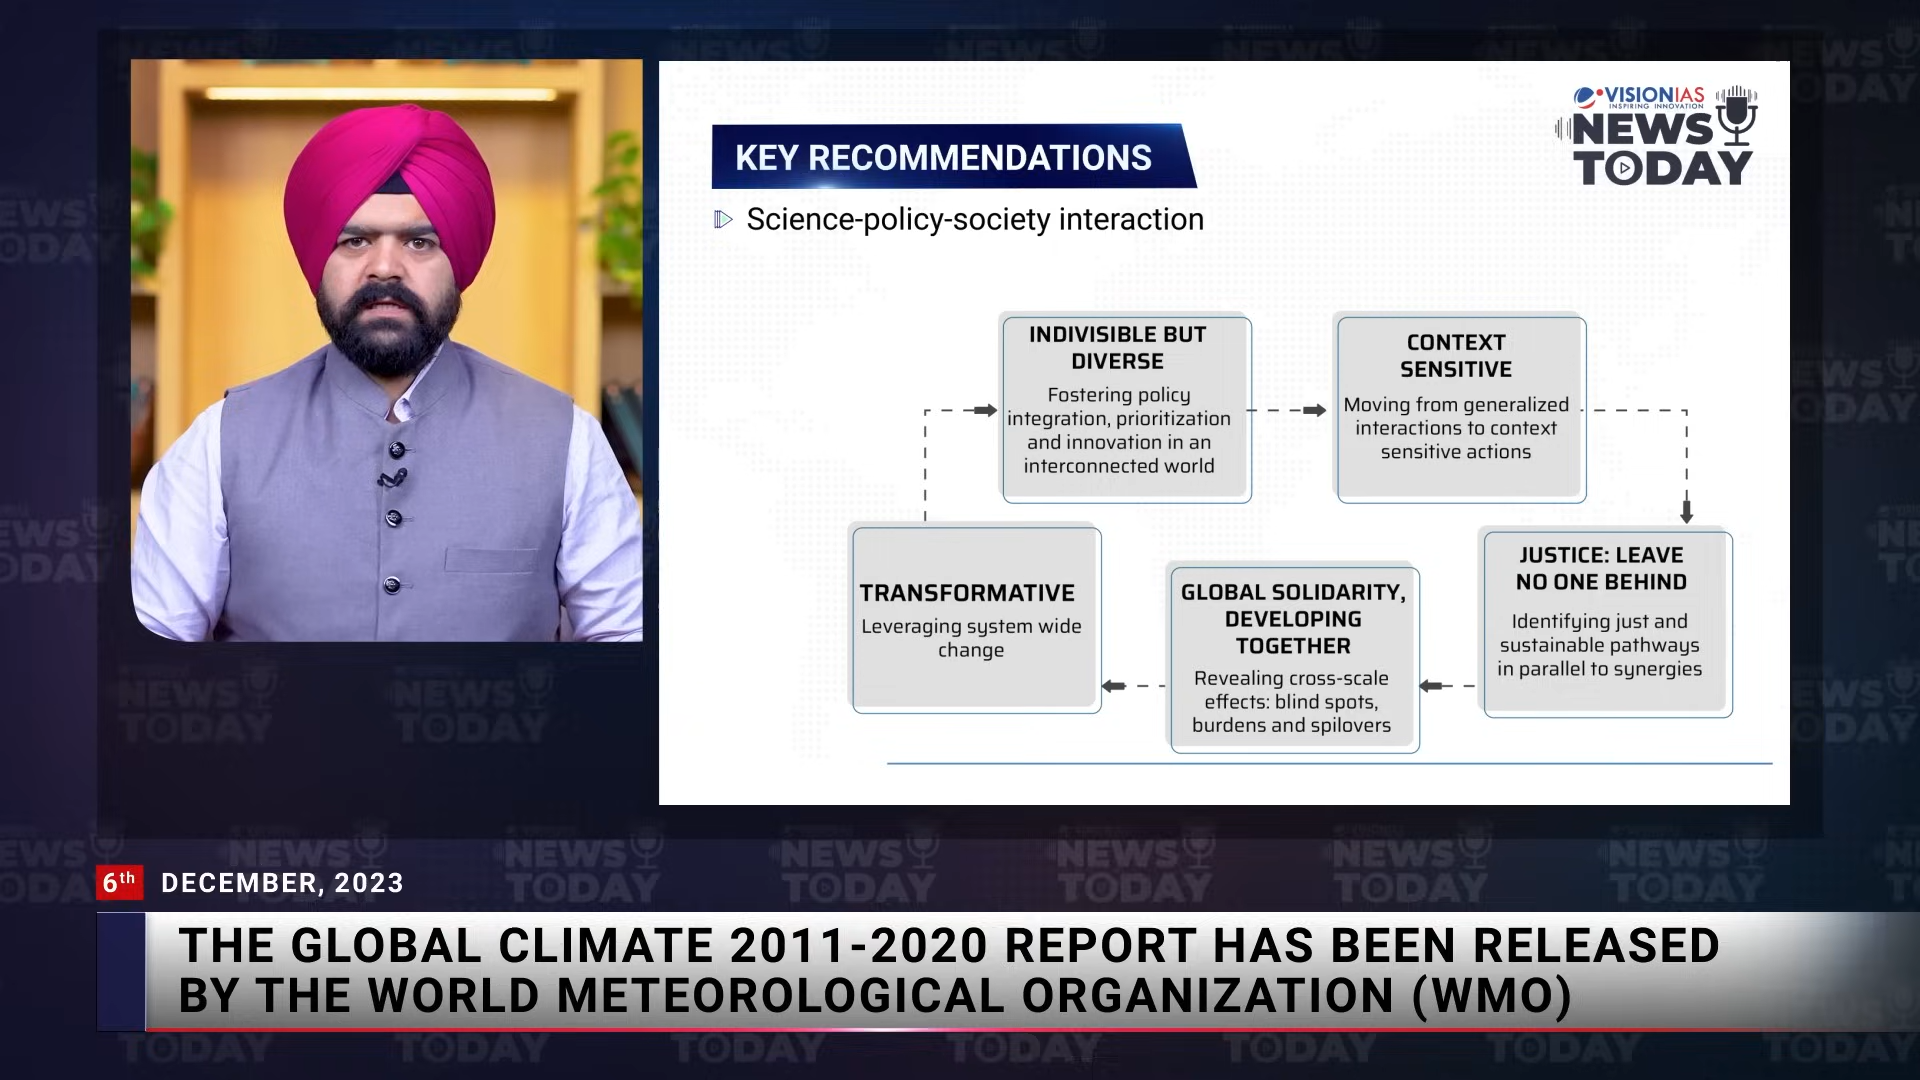 VISIONIAS
INSPIRING INNOVATION
NEWS
TODAY
KEY RECOMMENDATIONS
Science-policy-society interaction
INDIVISIBLE BUT
DIVERSE
Fostering policy
integration, prioritization
and innovation in an
interconnected world
CONTEXT
SENSITIVE
Moving from generalized
interactions to context
sensitive actions
JUSTICE: LEAVE
NO ONE BEHIND
Identifying just and
sustainable pathways
in parallel to synergies
GLOBAL SOLIDARITY,
DEVELOPING
TOGETHER
Revealing cross-scale
effects: blind spots,
burdens and spilovers
TRANSFORMATIVE
Leveraging system wide
change
6th DECEMBER, 2023
THE GLOBAL CLIMATE 2011-2020 REPORT HAS BEEN RELEASED
BY THE WORLD METEOROLOGICAL ORGANIZATION (WMO)